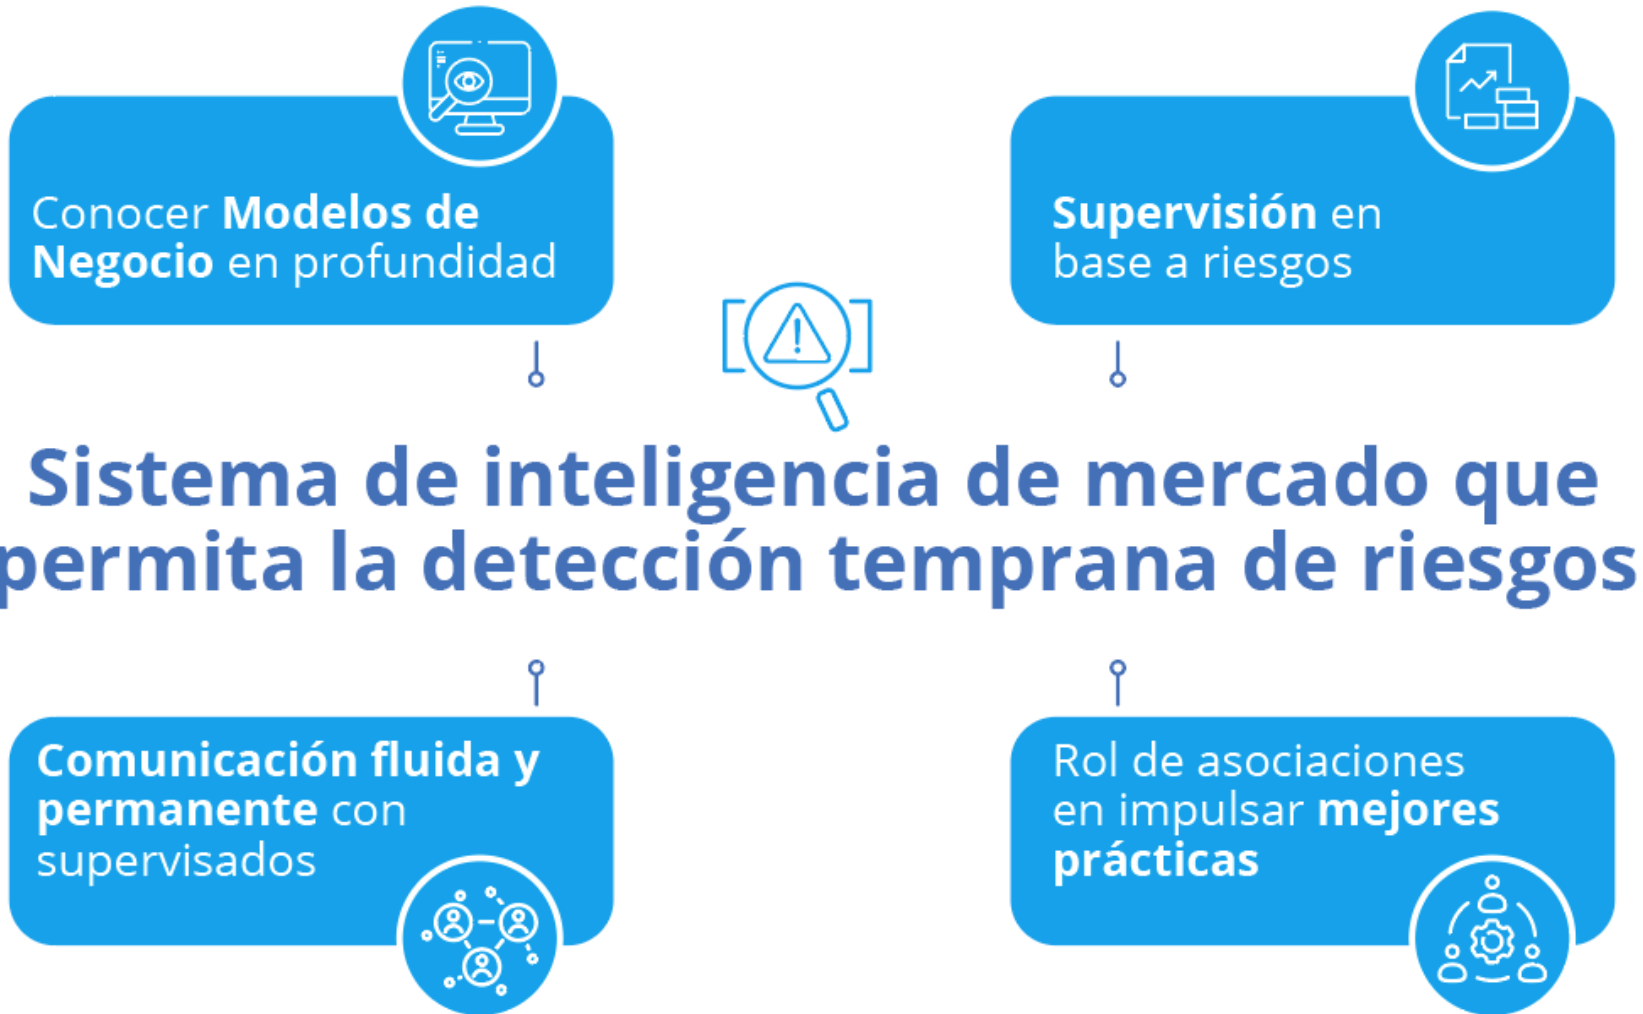 Conocer Modelos de
Negocio en profundidad
Supervisión en
base a riesgos
Sistema de inteligencia de mercado que
permita la detección temprana de riesgos
Comunicación fluida y
permanente con
supervisados
Rol de asociaciones
en impulsar mejores
prácticas